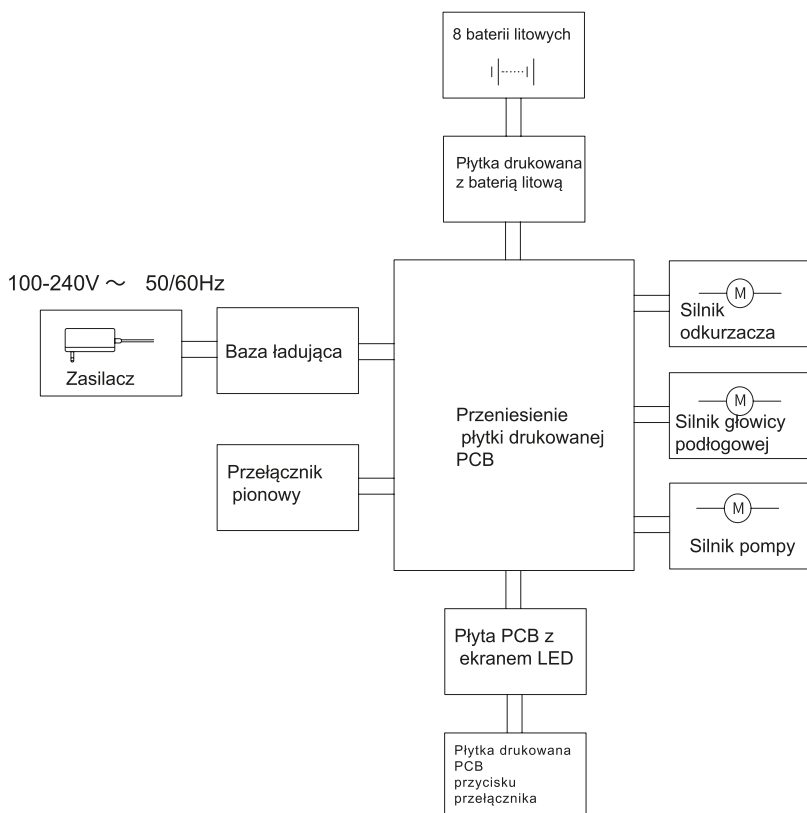 8 baterii litowych
Płytka drukowana
z baterią litową
100-240V ～ 50/60Hz
Zasilacz
Baza ładująca
Przełącznik
pionowy
Przeniesienie
płytki drukowanej
PCB
M
Silnik
odkurzacza
M
Silnik głowicy
podłogowej
M
Silnik pompy
Płyta PCB z
ekranem LED
Płytka drukowana
PCB
przycisku
przełącznika